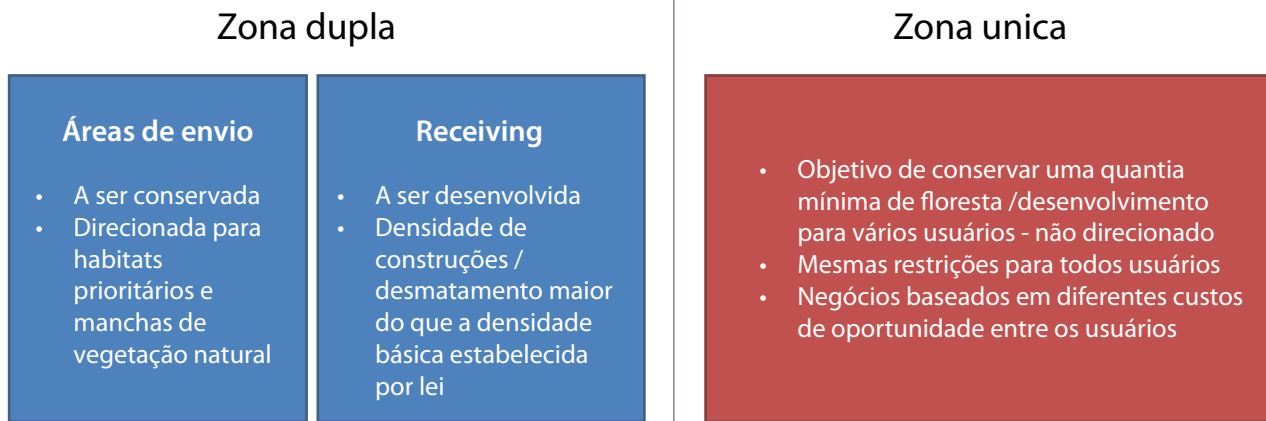 Zona dupla
Áreas de envio
• A ser conservada
• Direcionada para
habitats
prioritários e
manchas de
vegetação natural
Receiving
• A ser desenvolvida
• Densidade de
construções /
desmatamento maior
do que a densidade
básica estabelecida
por lei
Zona unica
• Objetivo de conservar uma quantia
mínima de floresta /desenvolvimento
para vários usuários - não direcionado
• Mesmas restrições para todos usuários
• Negócios baseados em diferentes custos
de oportunidade entre os usuários